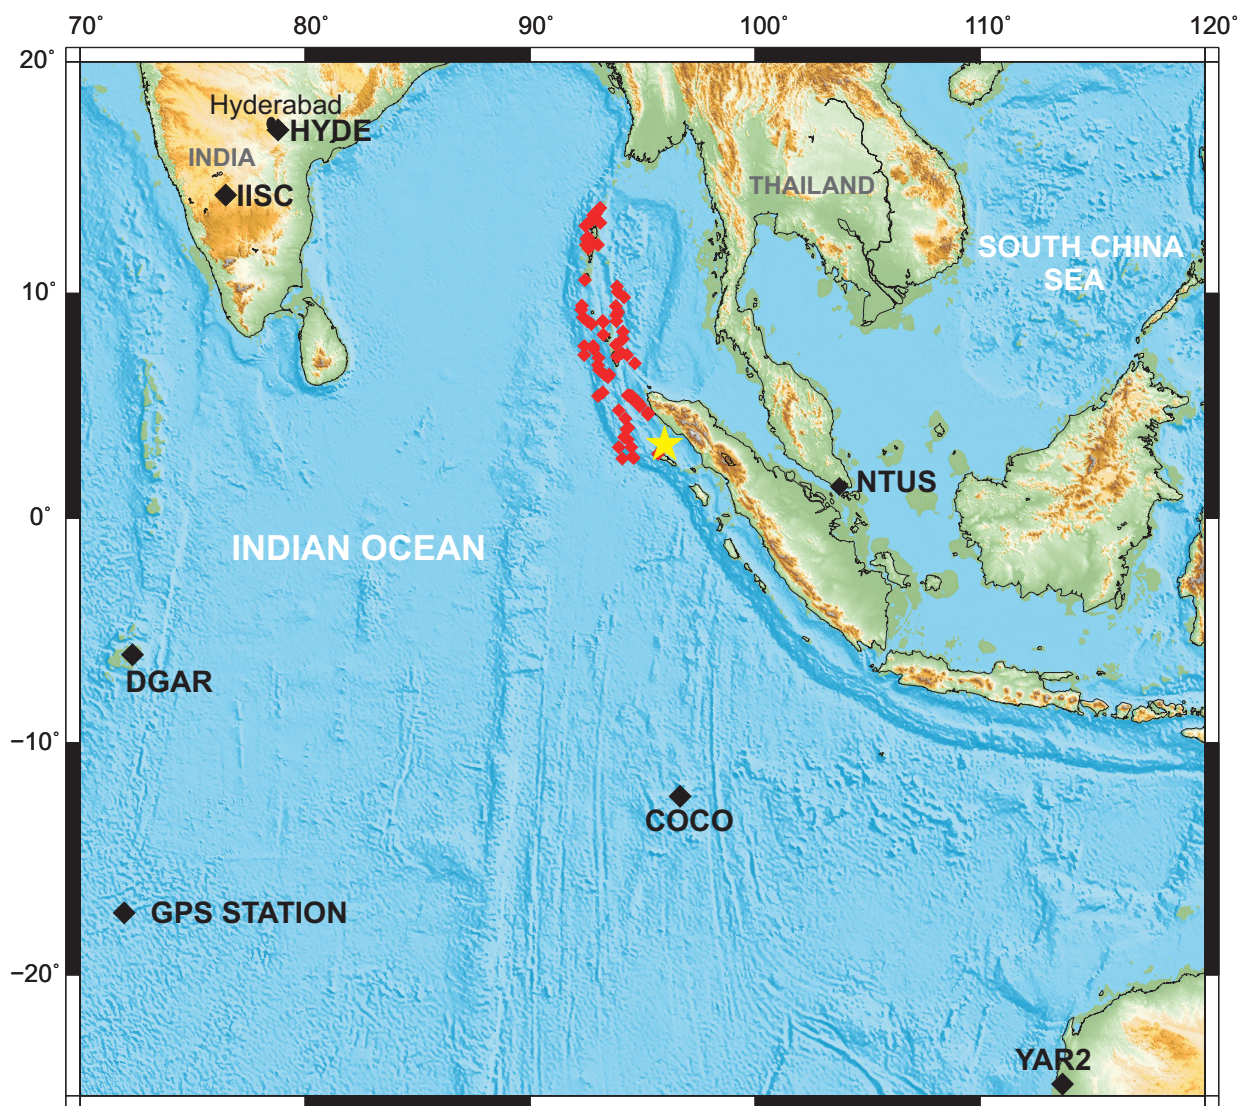 70° 80° 90° 100° 110° 120°
20°
Hyderabad
HYDE
INDIA
IISC
THAILAND
SOUTH CHINA
SEA
10°
NTUS
0°
INDIAN OCEAN
DGAR
−10°
COCO
GPS STATION
−20°
YAR2